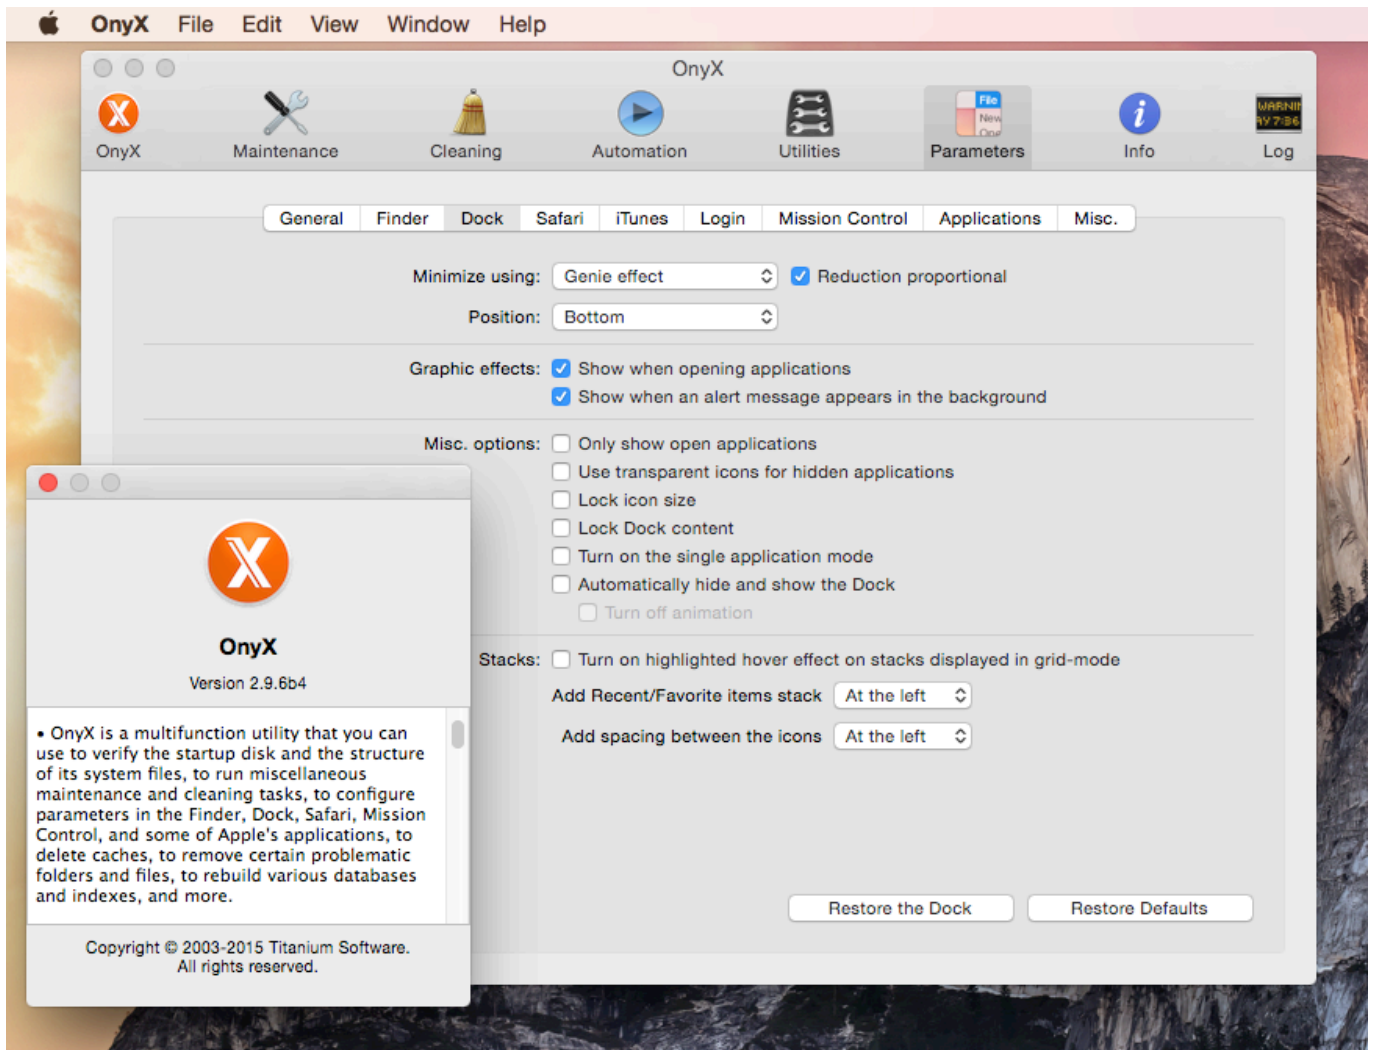 OnyX File Edit View Window Help
OnyX
OnyX Maintenance Cleaning Automation Utilities Parameters Info Log
File
New
WARNIN
AY 7:36
General Finder Dock Safari iTunes Login Mission Control Applications Misc.
Minimize using: Genie effect Reduction proportional
Position: Bottom
Graphic effects: Show when opening applications
Show when an alert message appears in the background
Misc. options: Only show open applications
Use transparent icons for hidden applications
Lock icon size
Lock Dock content
Turn on the single application mode
Automatically hide and show the Dock
Turn off animation
Stacks: Turn on highlighted hover effect on stacks displayed in grid-mode
Add Recent/Favorite items stack At the left
Add spacing between the icons At the left
Restore the Dock Restore Defaults
OnyX
Version 2.9.6b4
• OnyX is a multifunction utility that you can
use to verify the startup disk and the structure
of its system files, to run miscellaneous
maintenance and cleaning tasks, to configure
parameters in the Finder, Dock, Safari, Mission
Control, and some of Apple's applications, to
delete caches, to remove certain problematic
folders and files, to rebuild various databases
and indexes, and more.
Copyright © 2003-2015 Titanium Software.
All rights reserved.